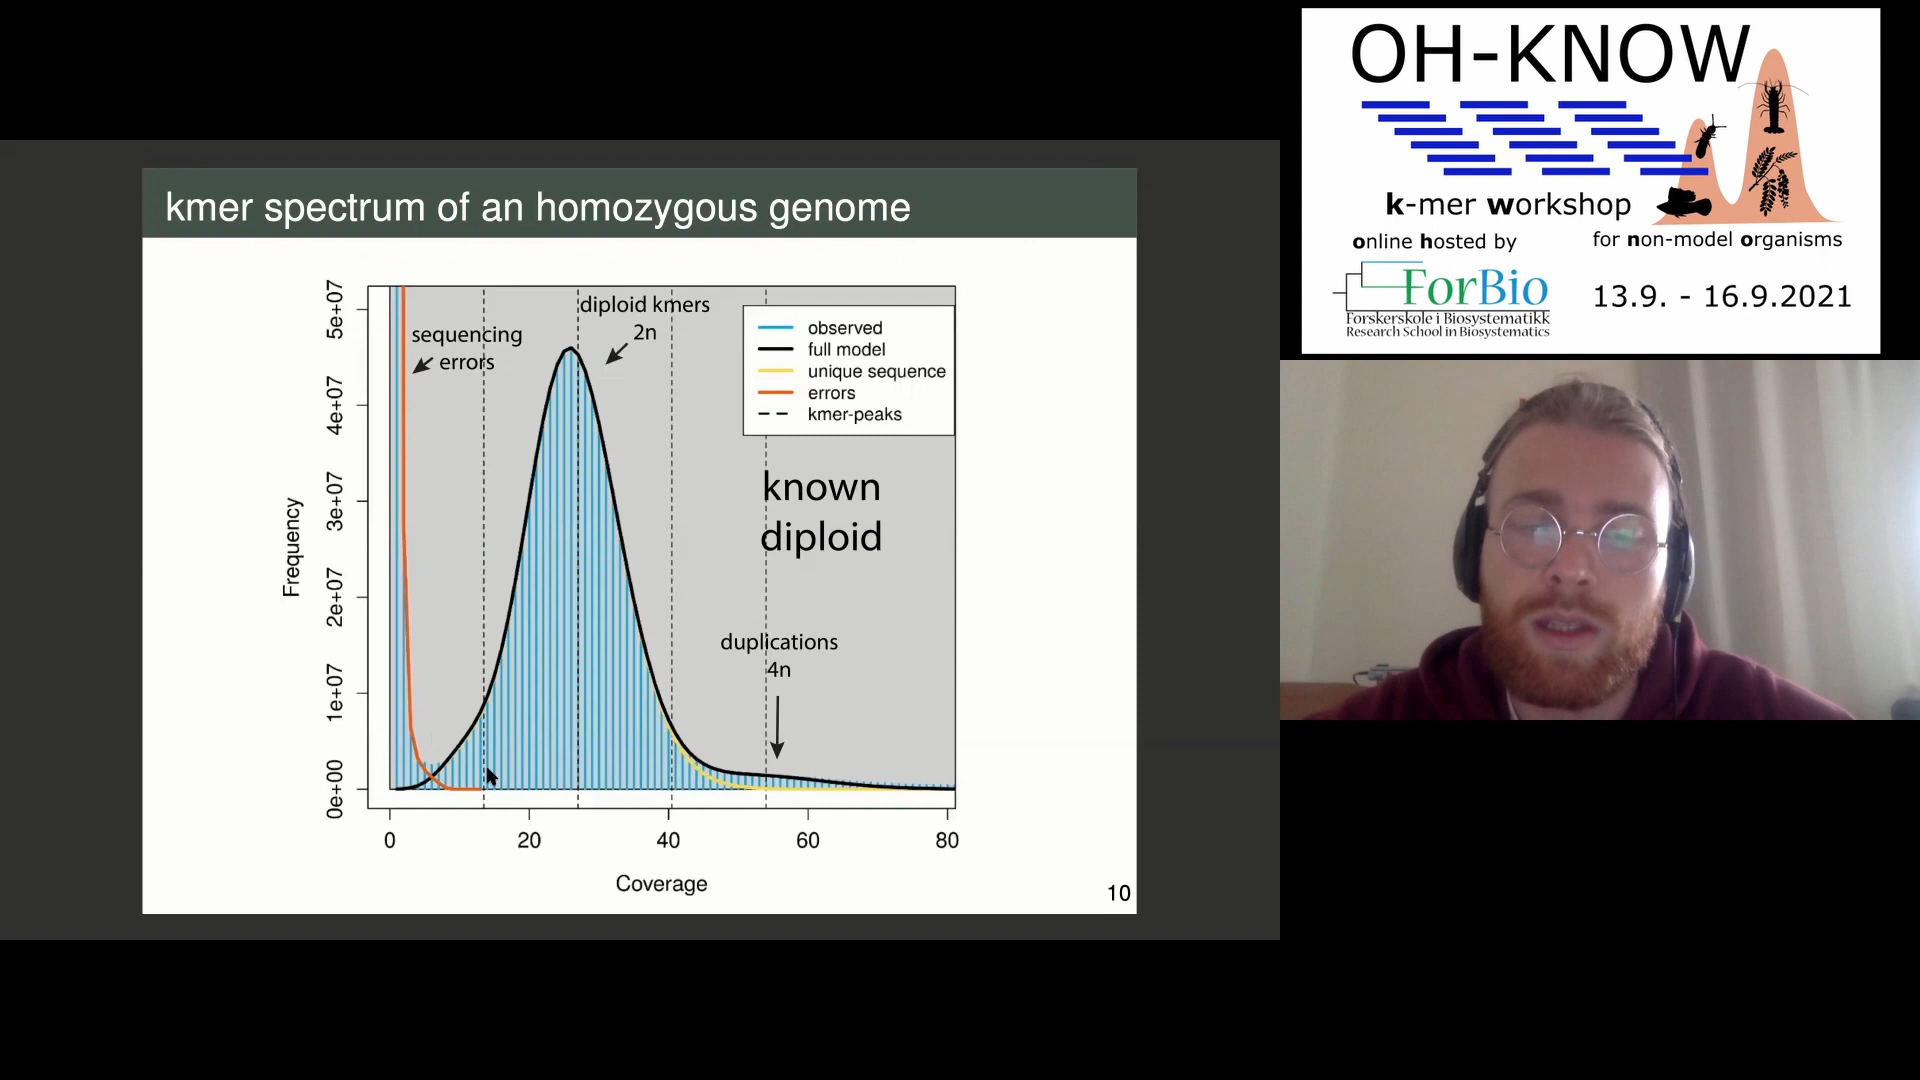 kmer spectrum of an homozygous genome
diploid kmers
2n
sequencing
errors
observed
full model
unique sequence
errors
kmer-peaks
known
diploid
duplications
4n
Frequency
5e+07
4e+07
3e+07
2e+07
1e+07
0e+00
0
20
40
60
80
Coverage
10
OH-KNOW
k-mer workshop
online hosted by
for non-model organisms
ForBio
Forskerskole i Biosystematikk
Research School in Biosystematics
13.9. - 16.9.2021